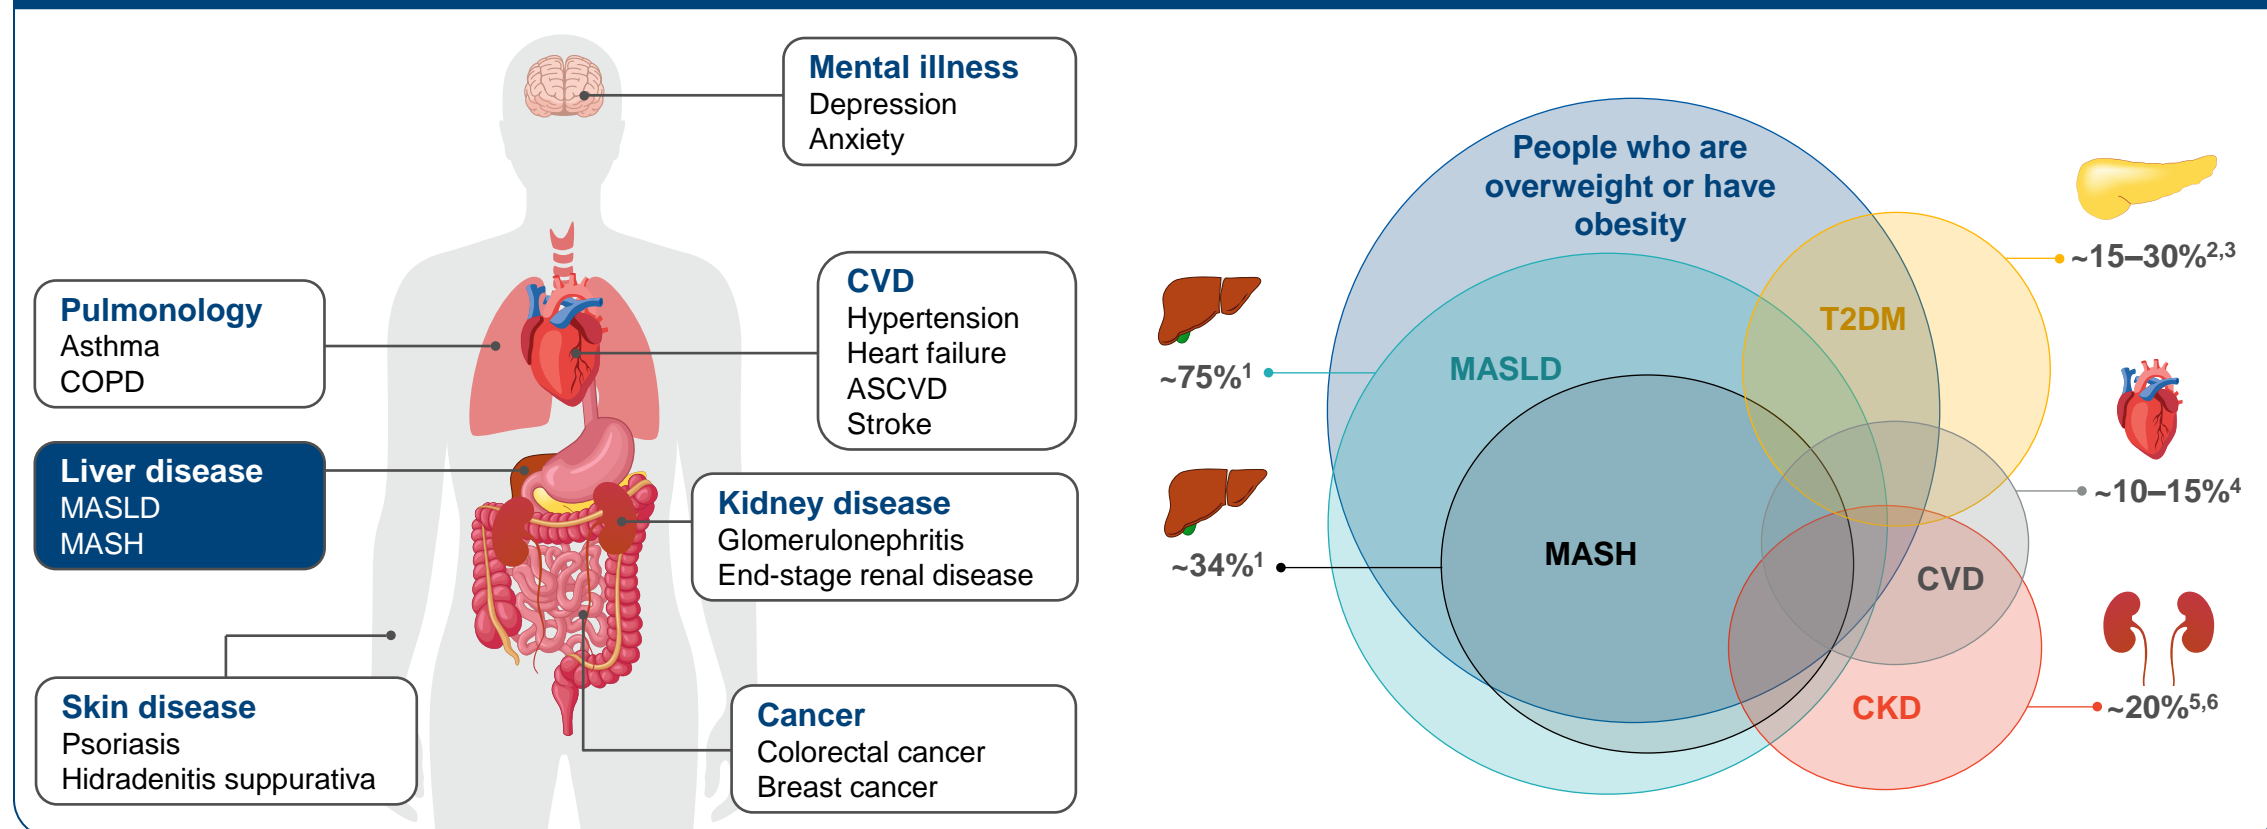 Mental illness
Depression
Anxiety
Pulmonology
Asthma
COPD
CVD
Hypertension
Heart failure
ASCVD
Stroke
Liver disease
MASLD
MASH
Kidney disease
Glomerulonephritis
End-stage renal disease
Skin disease
Psoriasis
Hidradenitis suppurativa
Cancer
Colorectal cancer
Breast cancer
People who are
overweight or have
obesity
~15–30%2,3
T2DM
MASLD
~75%1
~10–15%4
MASH
~34%1
CVD
CKD
~20%5,6